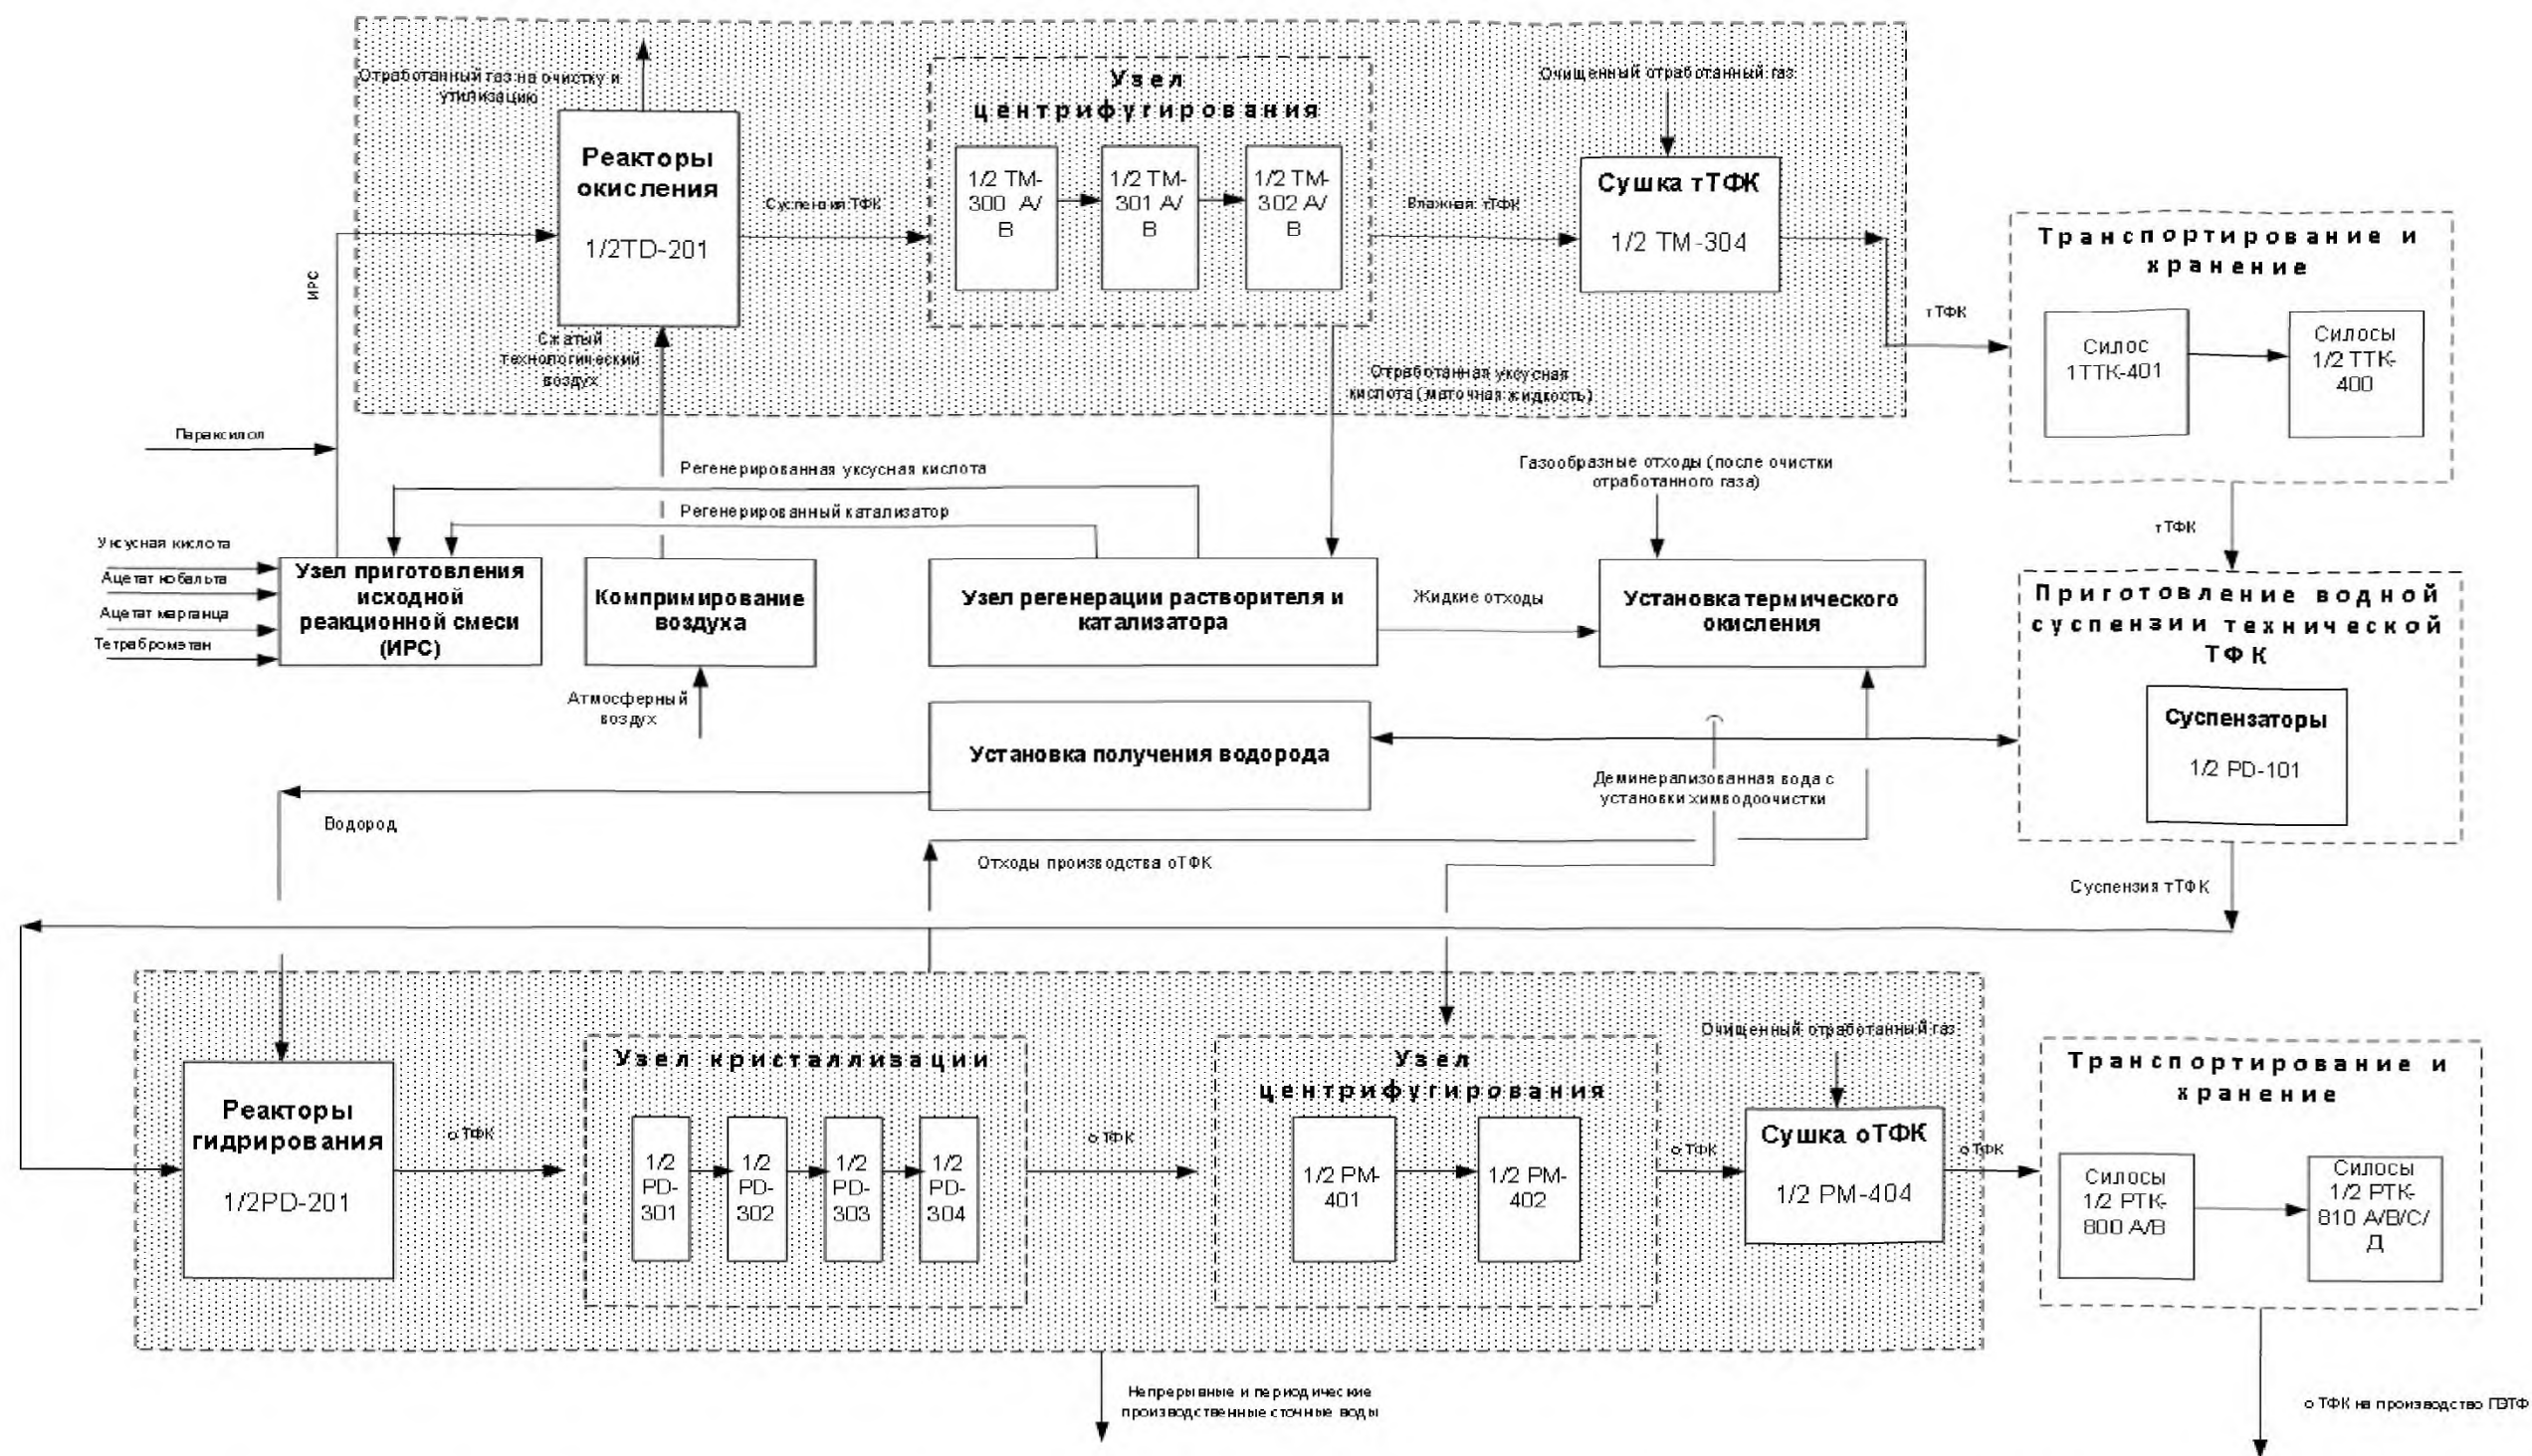 Отработанный газ на очистку и
утилизацию
Реакторы
окисления
1/2TD-201
Суспензия ТФК
Узел
центрифугирования
1/2 TM-
300 A/
B
1/2 TM-
301 A/
B
1/2 TM-
302 A/
B
Влажная тТФК
Очищенный отработанный газ
Сушка тТФК
1/2 TM-304
тТФК
Транспортирование и
хранение
Силос
1ТТК-401
Силосы
1/2 ТТК-
400
ИРС
Сжатый
технологический
воздух
Отработанная уксусная
кислота (маточная жидкость)
Параксилол
Регенерированная уксусная кислота
Регенерированный катализатор
Газообразные отходы (после очистки
отработанного газа)
тТФК
Уксусная кислота
Ацетат кобальта
Ацетат марганца
Тетрабромэтан
Узел приготовления
исходной
реакционной смеси
(ИРС)
Компримирование
воздуха
Узел регенерации растворителя и
катализатора
Жидкие отходы
Установка термического
окисления
Приготовление водной
суспензии технической
ТФК
Суспензаторы
1/2 PD-101
Атмосферный
воздух
Установка получения водорода
Деминерализованная вода с
установки химводоочистки
Водород
Отходы производства оТФК
Суспензия тТФК
Реакторы
гидрирования
1/2PD-201
оТФК
Узел кристаллизации
1/2
PD-
301
1/2
PD-
302
1/2
PD-
303
1/2
PD-
304
оТФК
Узел
центрифугирования
1/2 PM-
401
1/2 PM-
402
оТФК
Очищенный отработанный газ
Сушка оТФК
1/2 PM-404
оТФК
Транспортирование и
хранение
Силосы
1/2 РТК-
800 А/В
Силосы
1/2 РТК-
810 А/В/С/
Д
Непрерывные и периодические
производственные сточные воды
оТФК на производство ПЭТФ